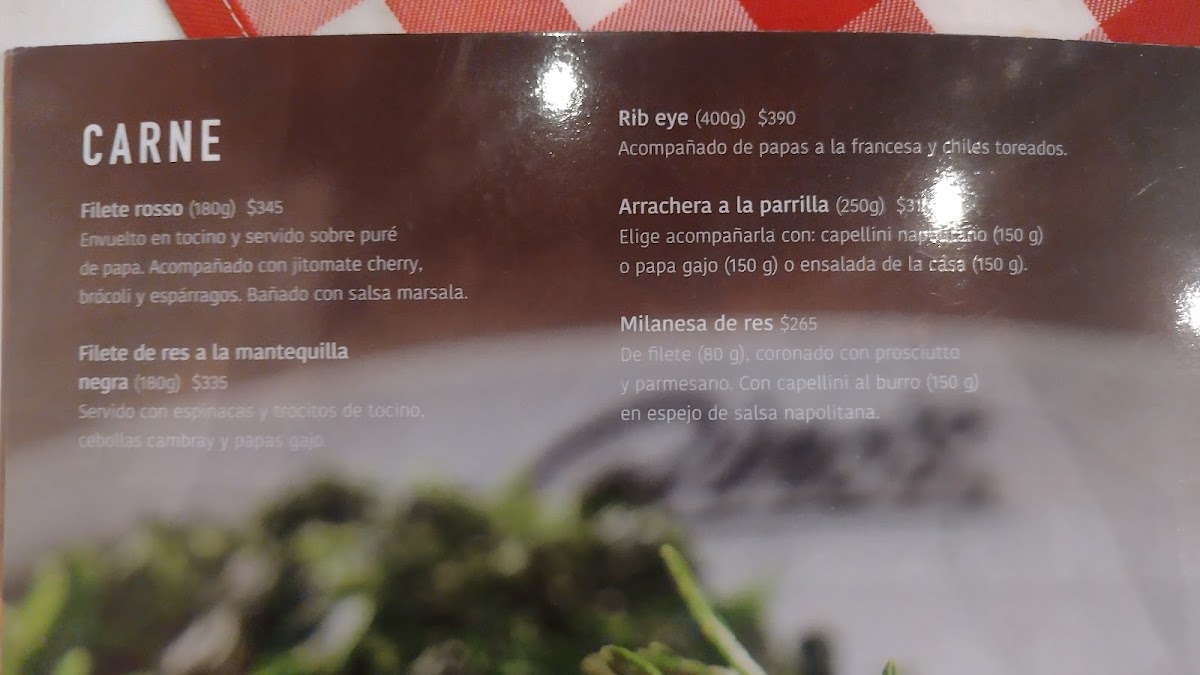 CARNE
Filete rosso (180g) $345
Envuelto en tocino y servido sobre puré
de papa. Acompañado con jitomate cherry,
brócoli y espárragos. Bañado con salsa marsala.
Filete de res a la mantequilla
negra (180g) $335
Servido con espinacas y trocitos de tocino,
cebollas cambray y papas gajo.
Rib eye (400g) $390
Acompañado de papas a la francesa y chiles toreados.
Arrachera a la parrilla (250g)
Elige acompañarla con: capellini napolitano (150 g)
o papa gajo (150 g) o ensalada de la casa (150 g).
Milanesa de res $265
De filete (80 g), coronado con prosciutto
y parmesano. Con capellini al burro (150 g)
en espejo de salsa napolitana.